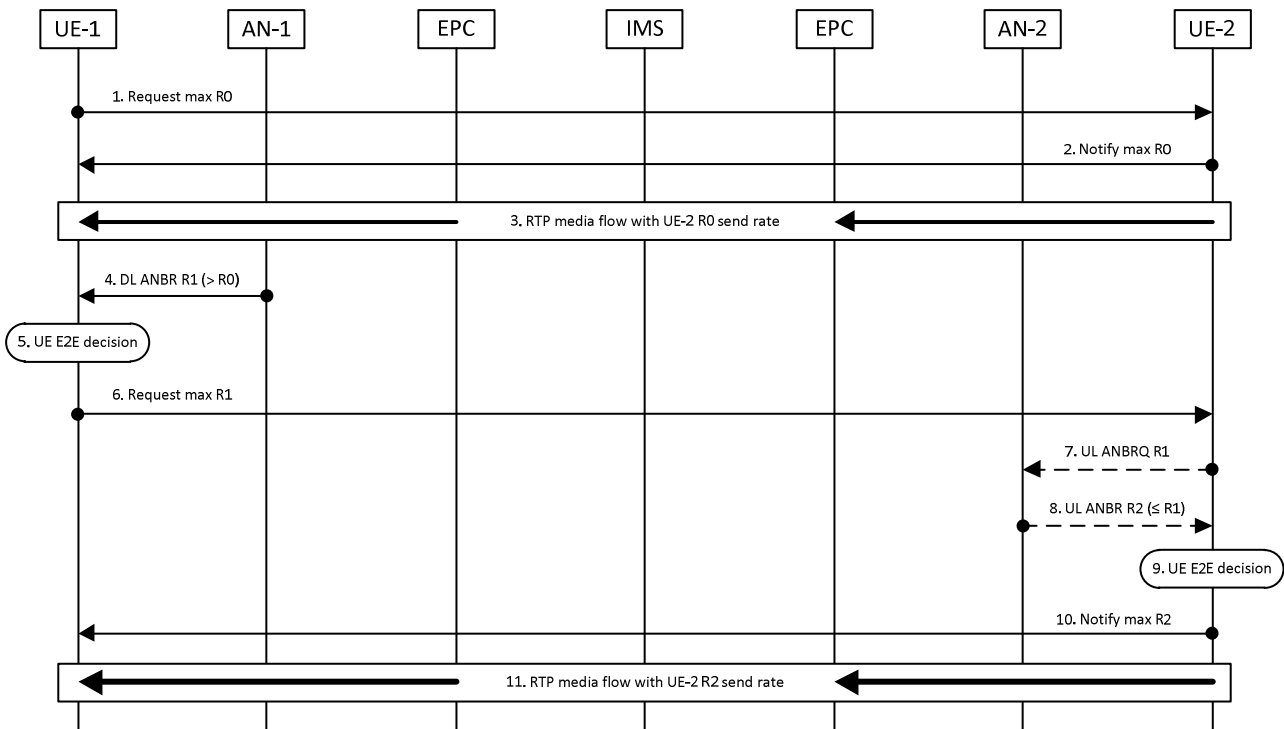 UE-1
AN-1
EPC
IMS
EPC
AN-2
UE-2
1. Request max R0
2. Notify max R0
3. RTP media flow with UE-2 R0 send rate
4. DL ANBR R1 (> R0)
5. UE E2E decision
6. Request max R1
7. UL ANBRQ R1
8. UL ANBR R2 (≤ R1)
9. UE E2E decision
10. Notify max R2
11. RTP media flow with UE-2 R2 send rate